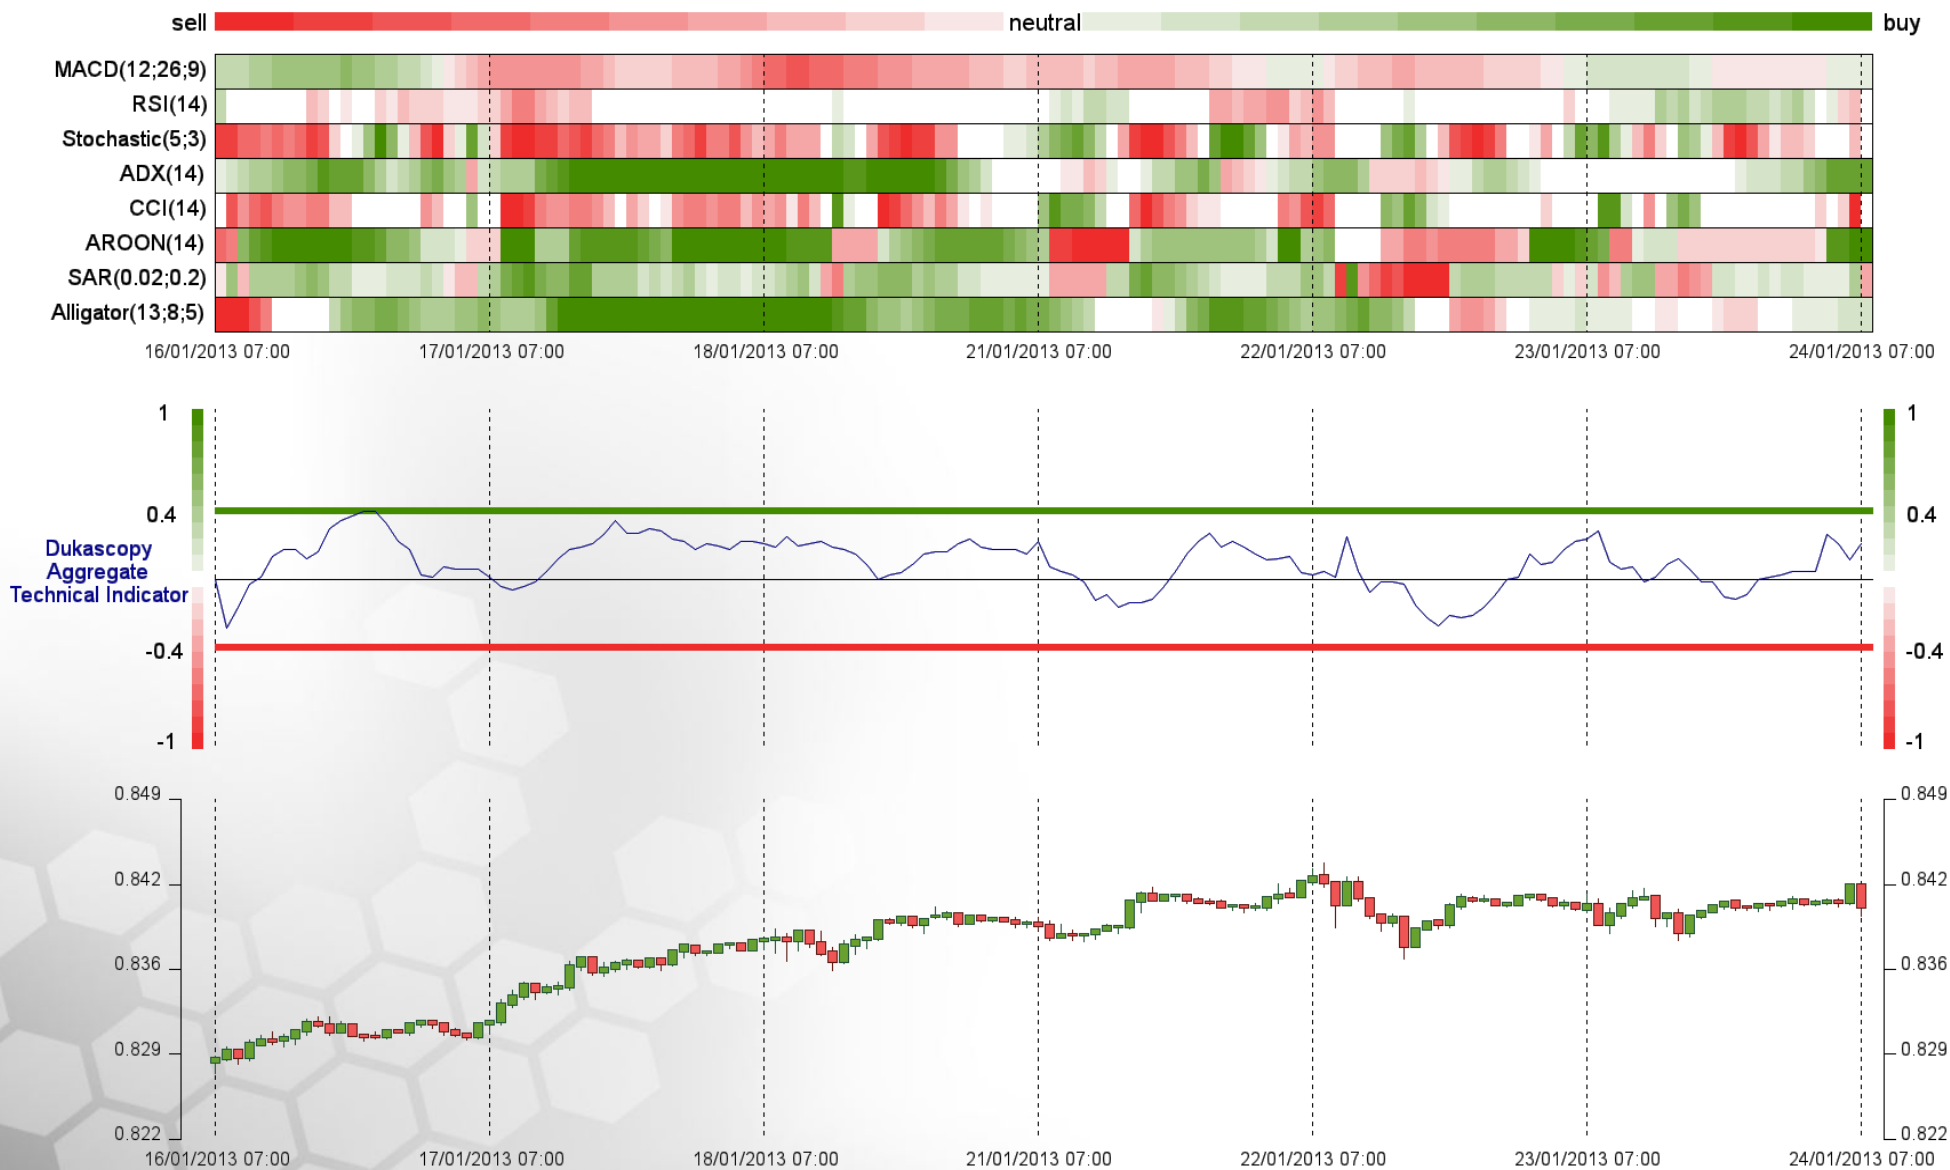 sell neutral buy
MACD(12;26;9)
RSI(14)
Stochastic(5;3)
ADX(14)
CCI(14)
AROON(14)
SAR(0.02;0.2)
Alligator(13;8;5)
16/01/2013 07:00 17/01/2013 07:00 18/01/2013 07:00 21/01/2013 07:00 22/01/2013 07:00 23/01/2013 07:00 24/01/2013 07:00
1 1
0.4 0.4
Dukascopy
Aggregate
Technical Indicator
-0.4 -0.4
-1 -1
0.849 0.849
0.842 0.842
0.836 0.836
0.829 0.829
0.822 0.822
16/01/2013 07:00 17/01/2013 07:00 18/01/2013 07:00 21/01/2013 07:00 22/01/2013 07:00 23/01/2013 07:00 24/01/2013 07:00